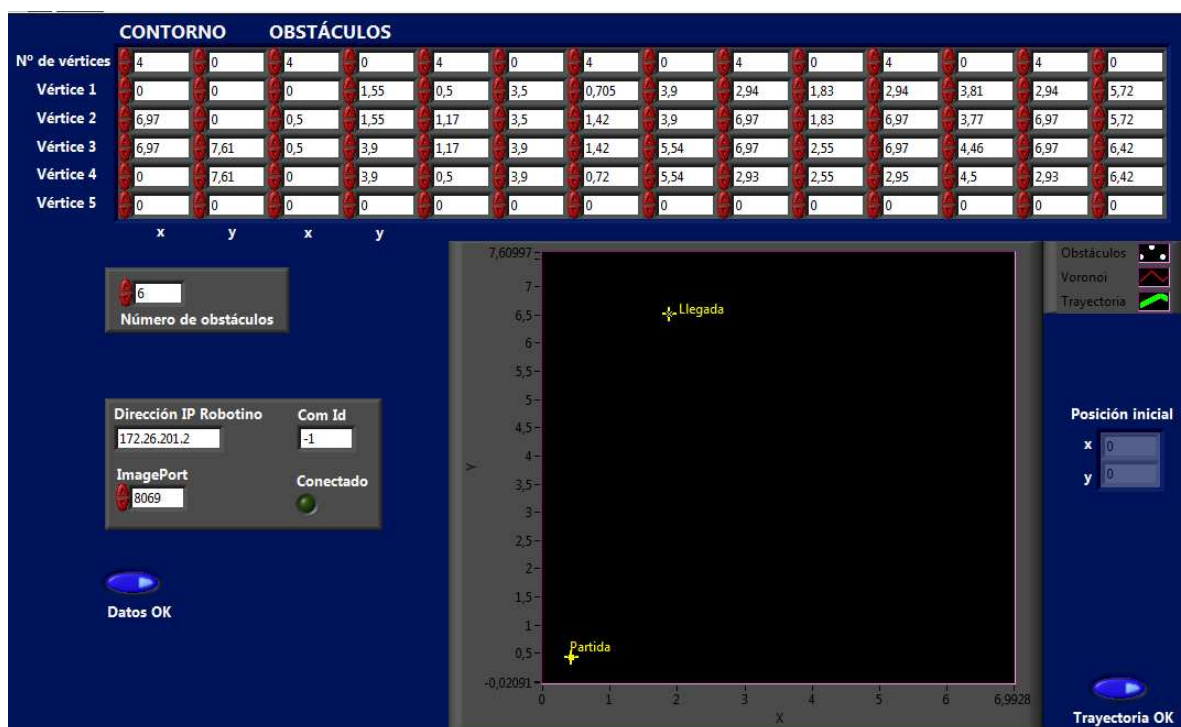 CONTORNO OBSTÁCULOS
Nº de vértices 4 0 4 0 4 0 4 0 4 0 4 0 4 0
Vértice 1 0 0 0 1,55 0,5 3,5 0,705 3,9 2,94 1,83 2,94 3,81 2,94 5,72
Vértice 2 6,97 0 0,5 1,55 1,17 3,5 1,42 3,9 6,97 1,83 6,97 3,77 6,97 5,72
Vértice 3 6,97 7,61 0,5 3,9 1,17 3,9 1,42 5,54 6,97 2,55 6,97 4,46 6,97 6,42
Vértice 4 0 7,61 0 3,9 0,5 3,9 0,72 5,54 2,93 2,55 2,95 4,5 2,93 6,42
Vértice 5 0 0 0 0 0 0 0 0 0 0 0 0 0 0
x y x y
6
Número de obstáculos
Dirección IP Robotino Com Id
172.26.201.2 -1
ImagePort Conectado
8069
Datos OK
7,60997
7
6,5
6
5,5
5
4,5
4
3,5
3
2,5
2
1,5
1
0,5
-0,02091
Y
Llegada
Partida
0 1 2 3 4 5 6 6,9928
X
Obstáculos
Voronoi
Trayectoria
Posición inicial
x 0
y 0
Trayectoria OK